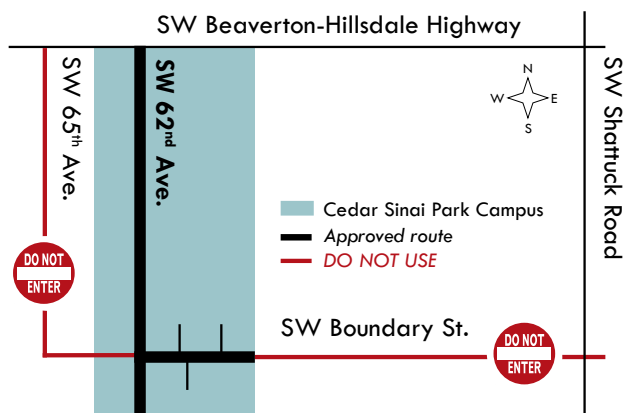 SW Beaverton-Hillsdale Highway
SW 65th Ave.
SW 62nd Ave.
N
W E
S
SW Shattuck Road
Cedar Sinai Park Campus
Approved route
DO NOT USE
DO NOT
ENTER
SW Boundary St.
DO NOT
ENTER